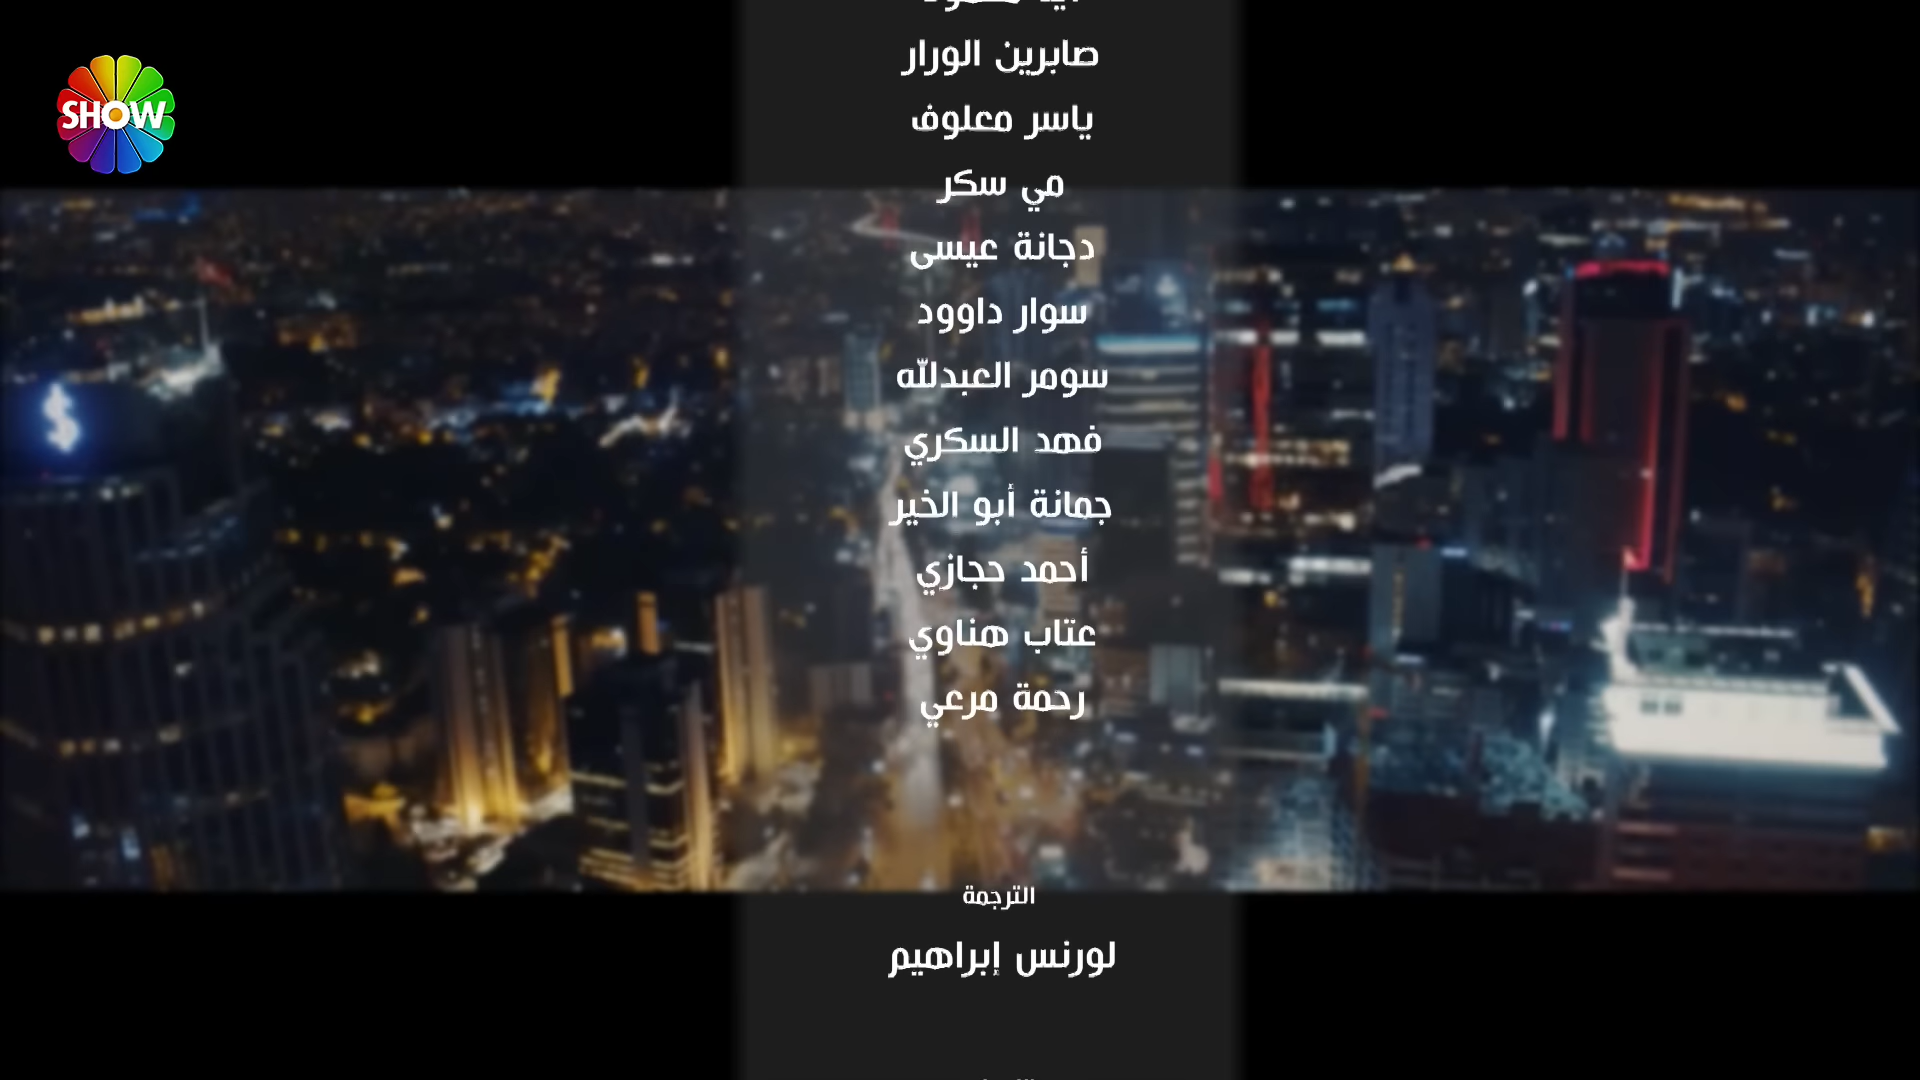 SHOW
صابرين الورار
ياسر معلوف
مي سكر
دجانة عيسى
سوار داوود
سومر العبدلله
فهد السكري
جمانة أبو الخير
أحمد حجازي
عتاب هناوي
رحمة مرعي
الترجمة
لورنس إبراهيم